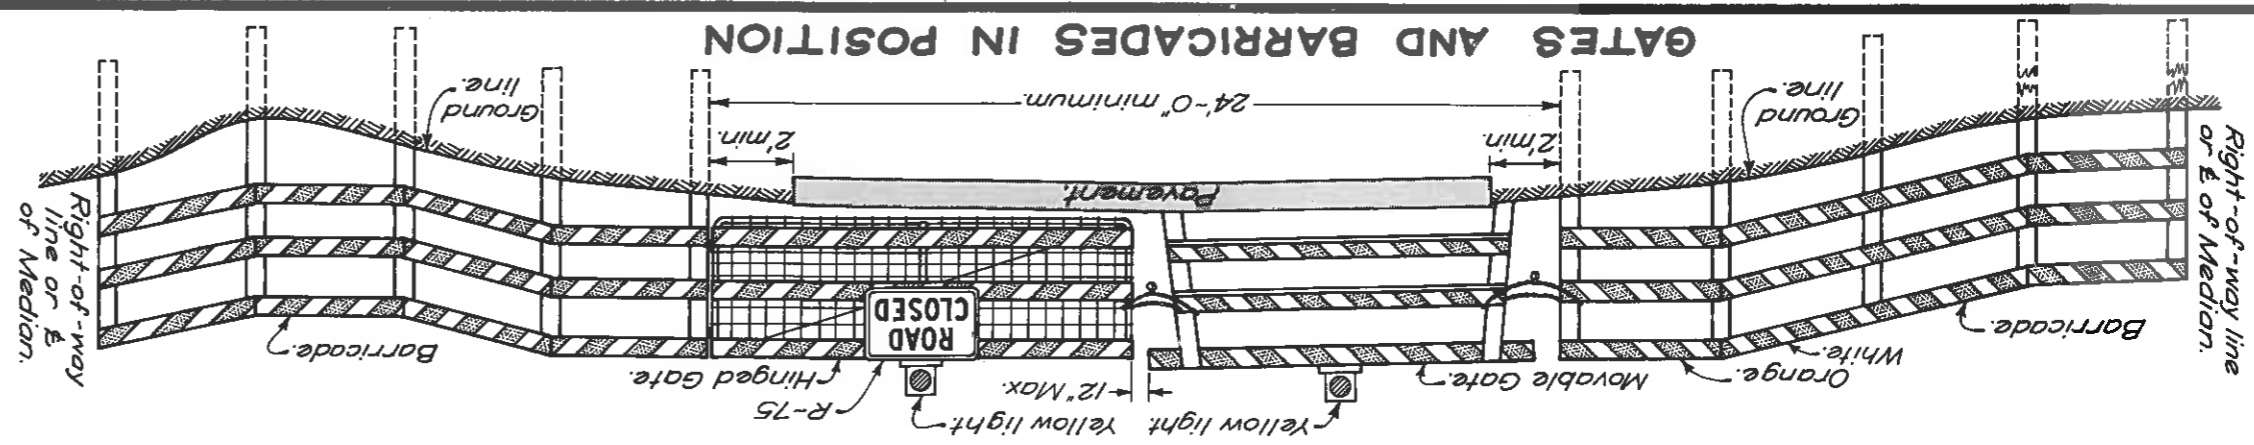 Yellow light.
Yellow light.
R-75
12" Max.
Movable Gate.
Hinged Gate.
Orange.
White.
Barricade.
Barricade.
ROAD
CLOSED
Right-of-way line
or ℄ of Median.
Right-of-way
line or ℄
of Median.
Pavement.
2'min.
2'min.
24'-0" minimum.
Ground
line.
Ground
line.
GATES AND BARRICADES IN POSITION